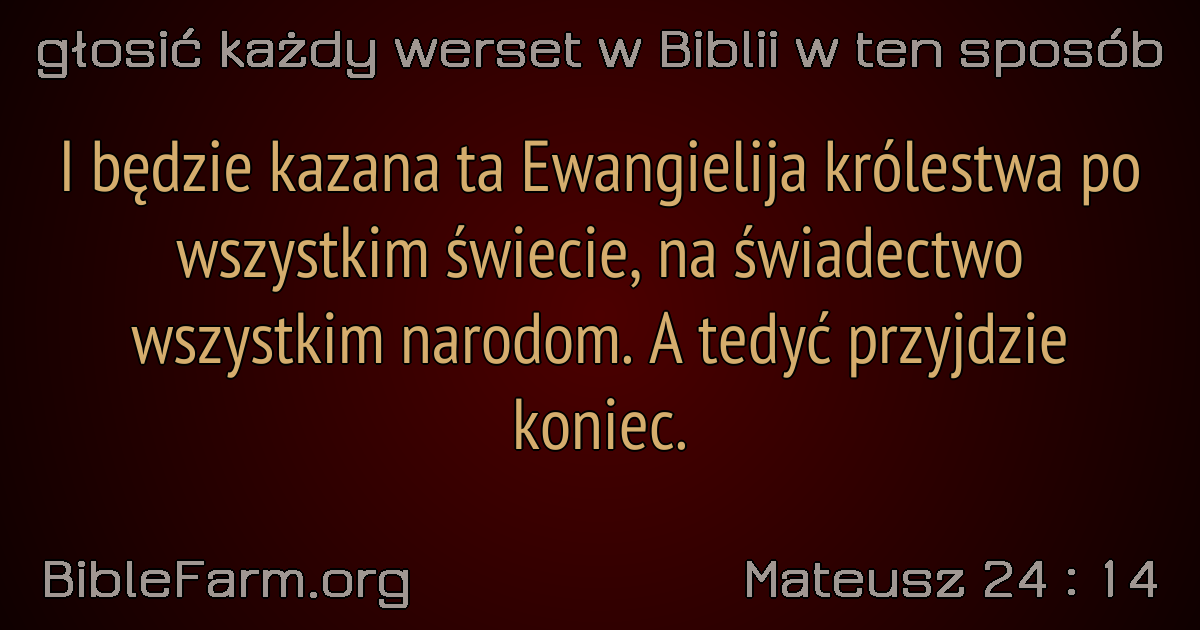 głosić każdy werset w Biblii w ten sposób
I będzie kazana ta Ewangielija królestwa po
wszystkim świecie, na świadectwo
wszystkim narodom. A tedyć przyjdzie
koniec.
BibleFarm.org
Mateusz 24 : 14